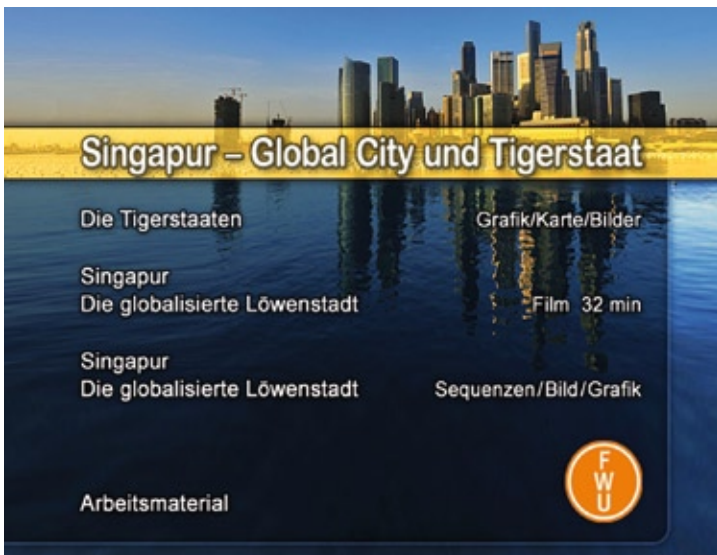 Singapur – Global City und Tigerstaat
Die Tigerstaaten Grafik/Karte/Bilder
Singapur
Die globalisierte Löwenstadt Film 32 min
Singapur
Die globalisierte Löwenstadt Sequenzen/Bild/Grafik
Arbeitsmaterial
F
W
U